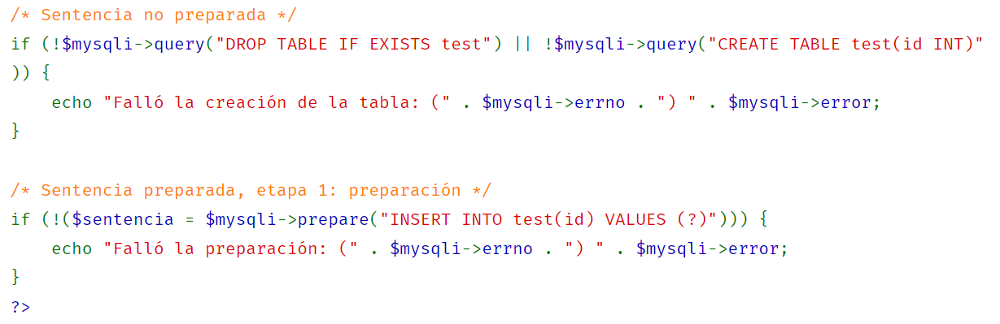 /* Sentencia no preparada */
if (!$mysqli->query("DROP TABLE IF EXISTS test") || !$mysqli->query("CREATE TABLE test(id INT)"
)) {
    echo "Falló la creación de la tabla: (" . $mysqli->errno . ") " . $mysqli->error;
}

/* Sentencia preparada, etapa 1: preparación */
if (!($sentencia = $mysqli->prepare("INSERT INTO test(id) VALUES (?)"))) {
    echo "Falló la preparación: (" . $mysqli->errno . ") " . $mysqli->error;
}
?>